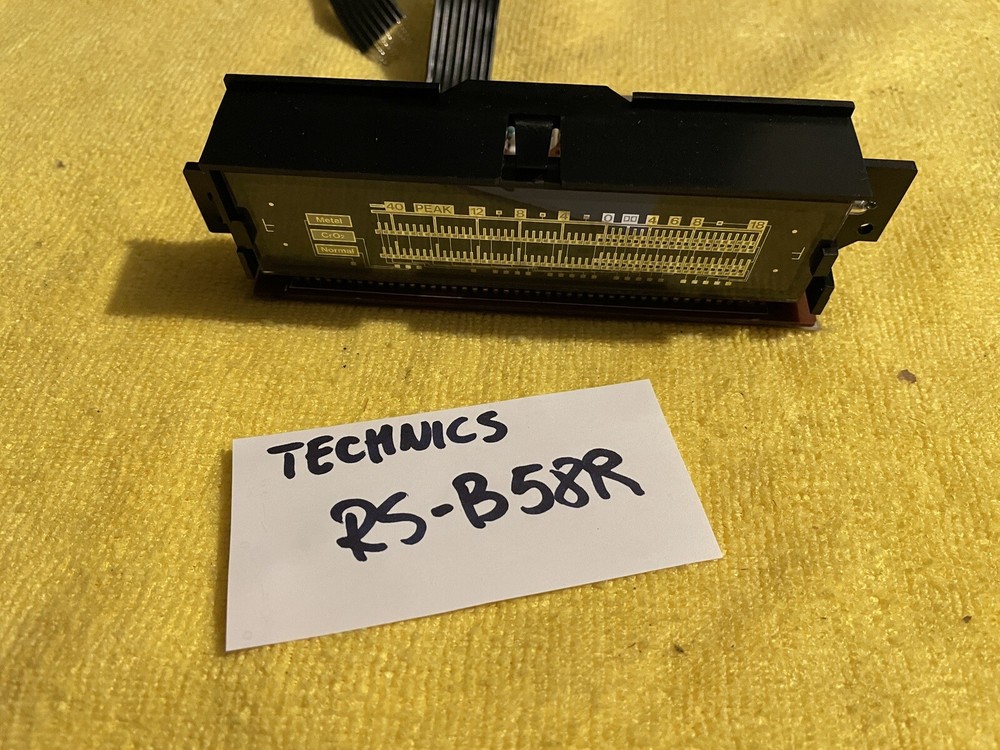 40 PEAK 12 8 4 0 4 6 8 18
Metal
CrO2
Normal
L
TECHNICS
RS-B58R